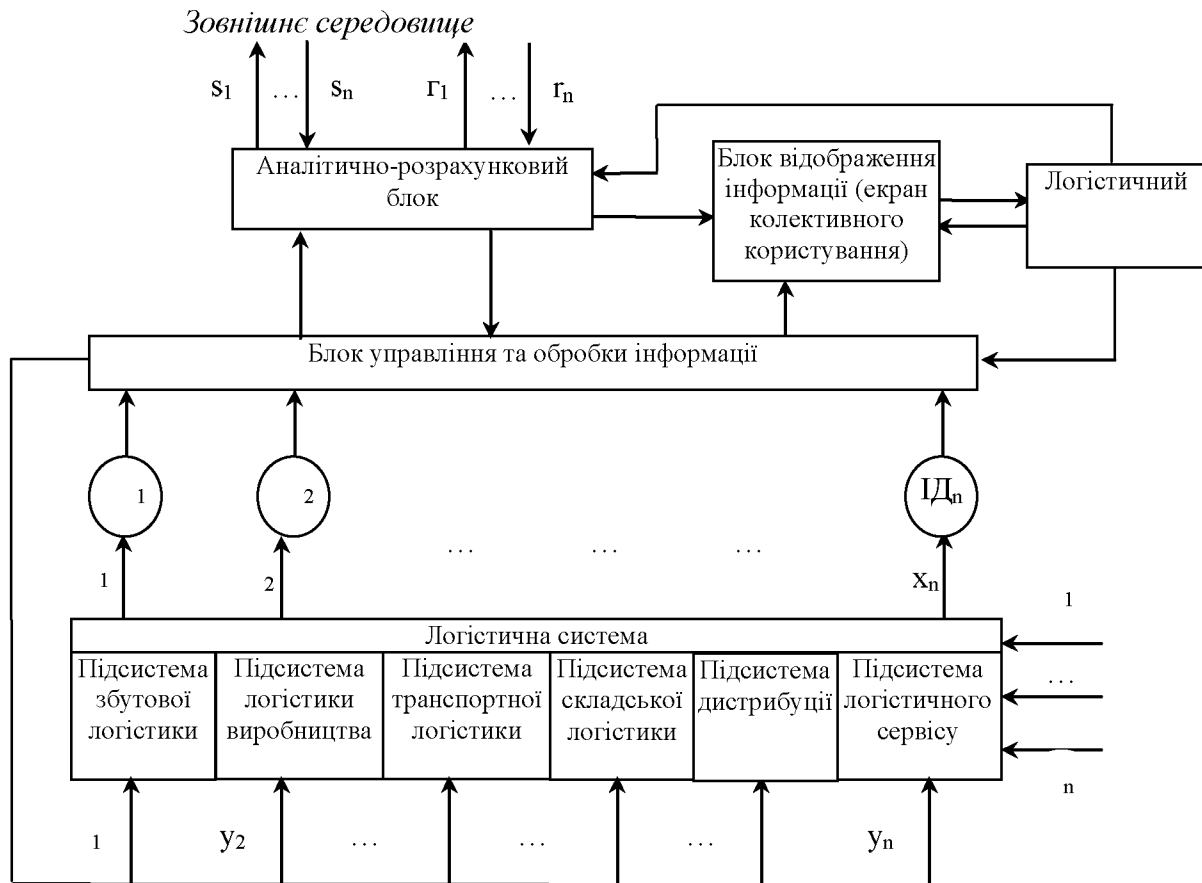 Зовнішнє середовище
s1 ... sn г1 ... rn
Аналітично-розрахунковий
блок
Блок відображення
інформації (екран
колективного
користування)
Логістичний
Блок управління та обробки інформації
1 2 ІДn
1 2 ... ... ... xn
1
...
n
Логістична система
Підсистема
збутової
логістики
Підсистема
логістики
виробництва
Підсистема
транспортної
логістики
Підсистема
складської
логістики
Підсистема
дистрибуції
Підсистема
логістичного
сервісу
1 y2 ... ... ... yn